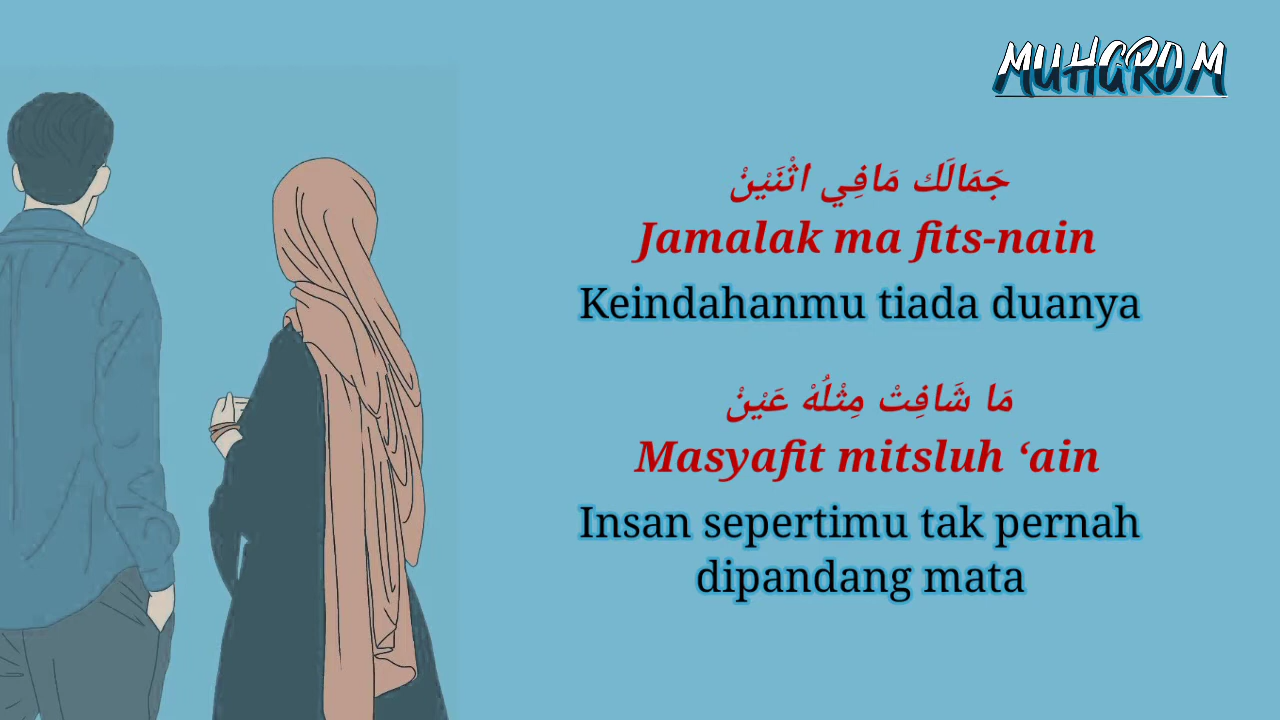 MUHGROM
جَمَالَك مَافِي اثْنَيْنْ
Jamalak ma fits-nain
Keindahanmu tiada duanya
مَا شَافِتْ مِثْلُهْ عَيْنْ
Masyafit mitsluh ‘ain
Insan sepertimu tak pernah
dipandang mata